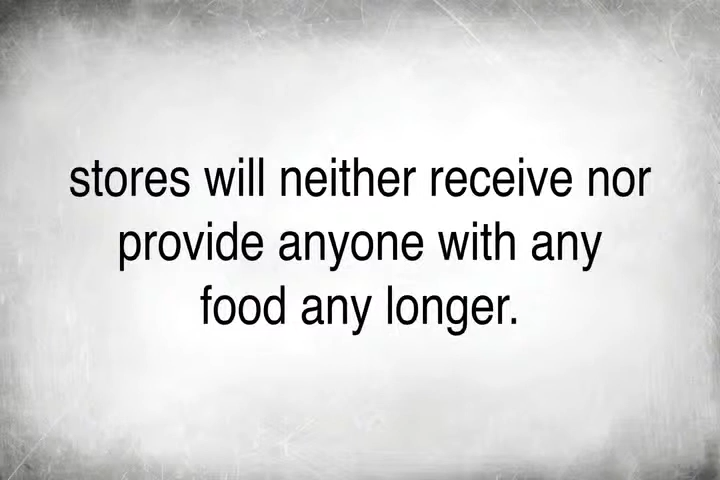 stores will neither receive nor
provide anyone with any
food any longer.